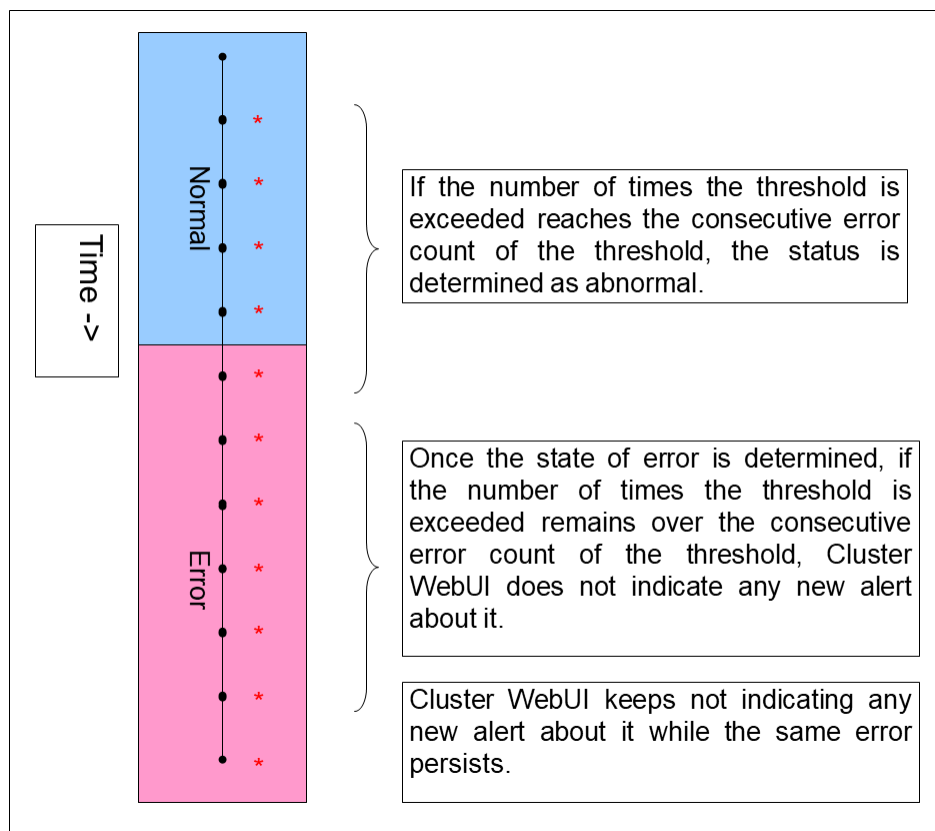 Time ->
Normal
*
*
*
*
Error
*
*
*
*
*
*
*
If the number of times the threshold is
exceeded reaches the consecutive error
count of the threshold, the status is
determined as abnormal.
Once the state of error is determined, if
the number of times the threshold is
exceeded remains over the consecutive
error count of the threshold, Cluster
WebUI does not indicate any new alert
about it.
Cluster WebUI keeps not indicating any
new alert about it while the same error
persists.